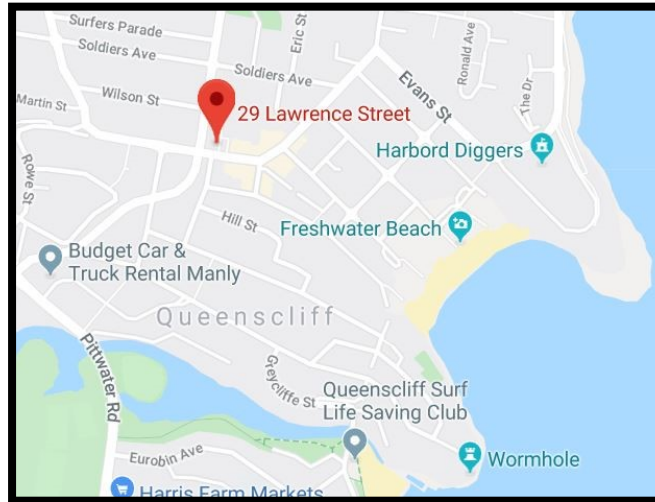 Surfers Parade
Soldiers Ave
Eric St
Ronald Ave
Soldiers Ave
Evans St
The Dr
Wilson St
Martin St
29 Lawrence Street
Harbord Diggers
Rowe St
Hill St
Freshwater Beach
Budget Car &
Truck Rental Manly
Queenscliff
Pittwater Rd
Greycliffe St
Queenscliff Surf
Life Saving Club
Eurobin Ave
Wormhole
Harris Farm Markets